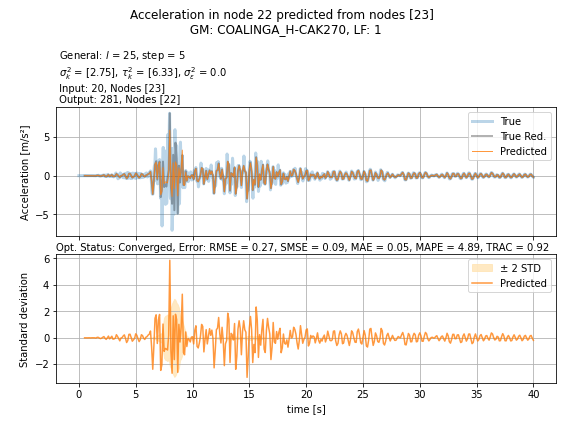 Acceleration in node 22 predicted from nodes [23]
GM: COALINGA_H-CAK270, LF: 1
General: l = 25, step = 5
σ²ₖ = [2.75], τ²ₖ = [6.33], σ²_ε = 0.0
Input: 20, Nodes [23]
Output: 281, Nodes [22]
Acceleration [m/s²]
5
0
−5
True
True Red.
Predicted
Opt. Status: Converged, Error: RMSE = 0.27, SMSE = 0.09, MAE = 0.05, MAPE = 4.89, TRAC = 0.92
Standard deviation
6
4
2
0
−2
± 2 STD
Predicted
0 5 10 15 20 25 30 35 40
time [s]